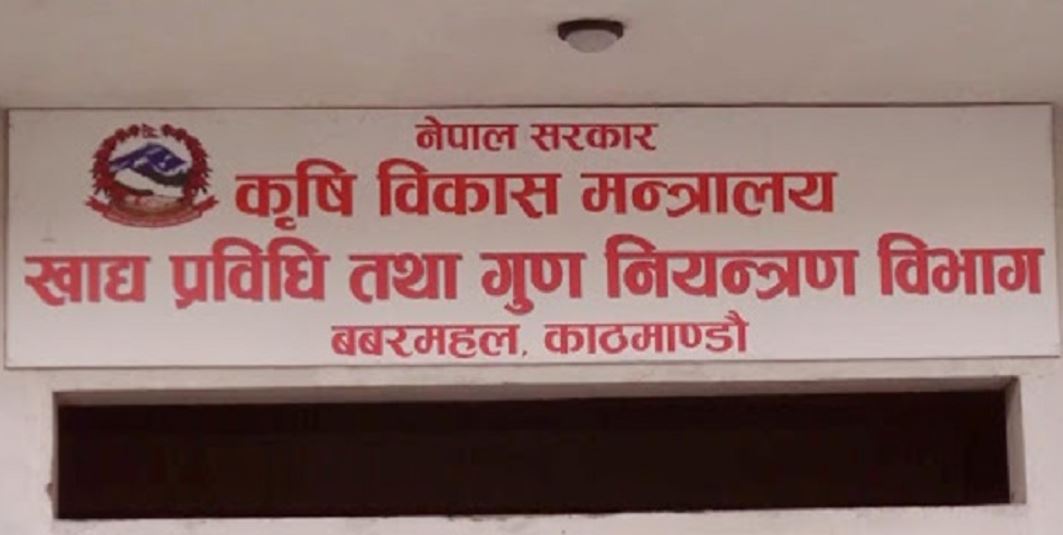 नेपाल सरकार
कृषि विकास मन्त्रालय
खाद्य प्रविधि तथा गुण नियन्त्रण विभाग
बबरमहल, काठमाण्डौ